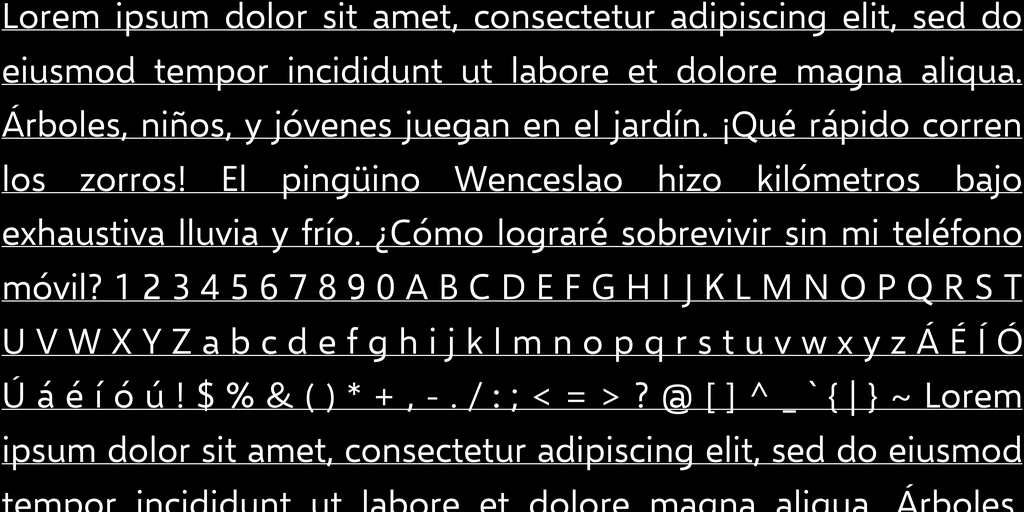 Lorem ipsum dolor sit amet, consectetur adipiscing elit, sed do
eiusmod tempor incididunt ut labore et dolore magna aliqua.
Árboles, niños, y jóvenes juegan en el jardín. ¡Qué rápido corren
los zorros! El pingüino Wenceslao hizo kilómetros bajo
exhaustiva lluvia y frío. ¿Cómo lograré sobrevivir sin mi teléfono
móvil? 1 2 3 4 5 6 7 8 9 0 A B C D E F G H I J K L M N O P Q R S T
U V W X Y Z a b c d e f g h i j k l m n o p q r s t u v w x y z Á É Í Ó
Ú á é í ó ú ! $ % & ( ) * + , - . / : ; < = > ? @ [ ] ^ _ ` { | } ~ Lorem
ipsum dolor sit amet, consectetur adipiscing elit, sed do eiusmod
tempor incididunt ut labore et dolore magna aliqua. Árboles,